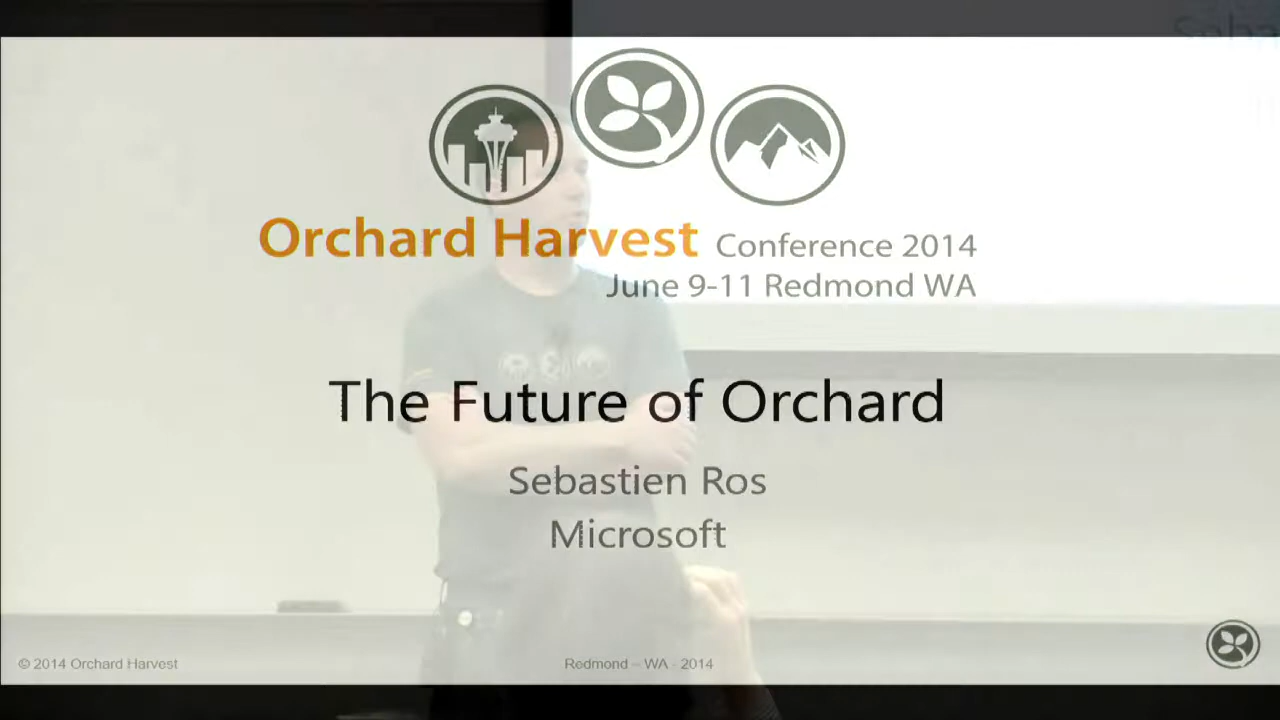 Orchard Harvest Conference 2014
June 9-11 Redmond WA
The Future of Orchard
Sebastien Ros
Microsoft
© 2014 Orchard Harvest
Redmond – WA - 2014